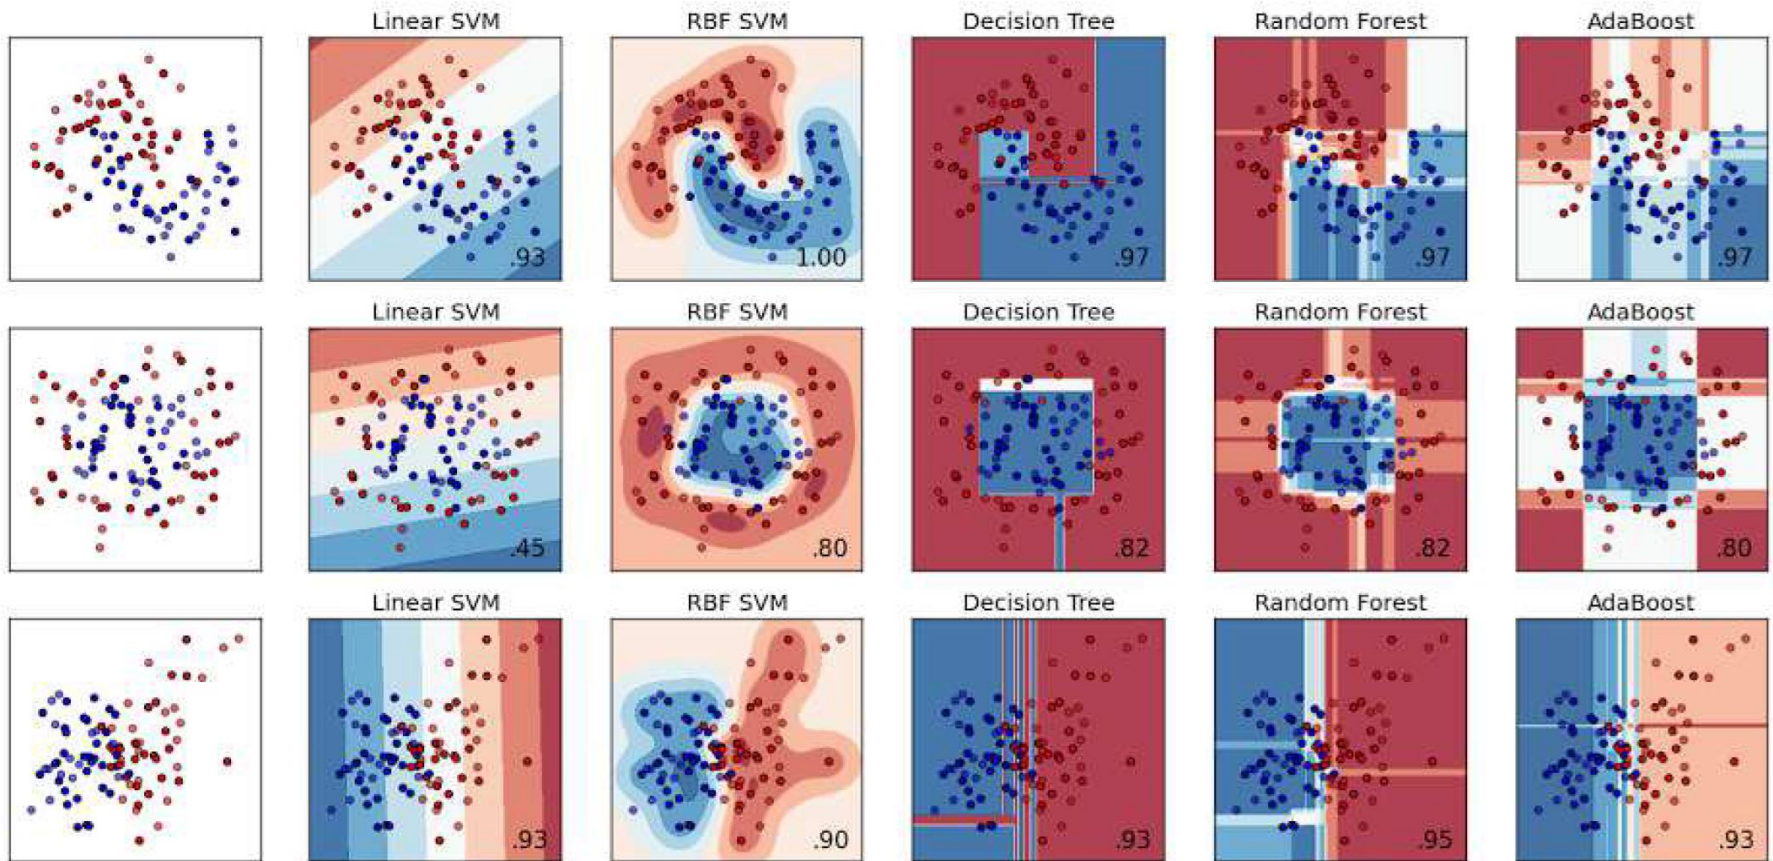 Linear SVM RBF SVM Decision Tree Random Forest AdaBoost
.93 1.00 .97 .97 .97
Linear SVM RBF SVM Decision Tree Random Forest AdaBoost
.45 .80 .82 .82 .80
Linear SVM RBF SVM Decision Tree Random Forest AdaBoost
.93 .90 .93 .95 .93